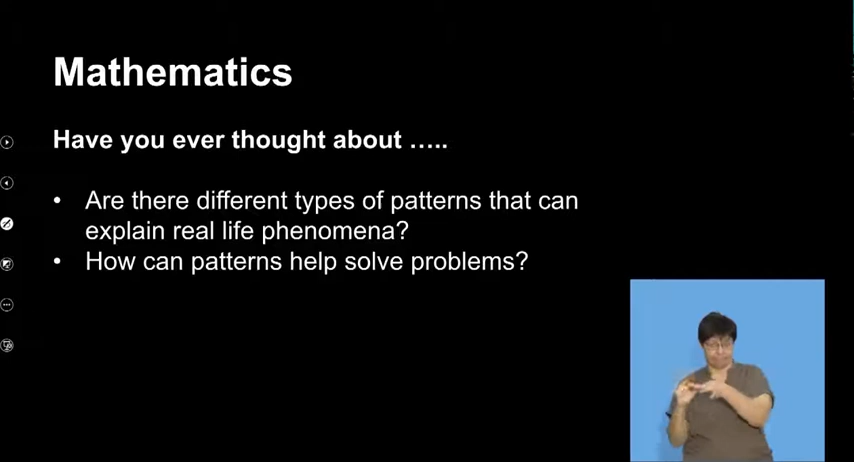 Mathematics
Have you ever thought about .....
• Are there different types of patterns that can
explain real life phenomena?
• How can patterns help solve problems?